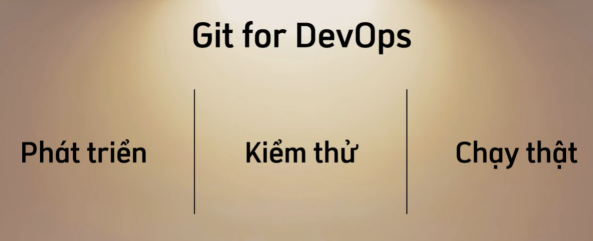 Git for DevOps
Phát triển
Kiểm thử
Chạy thật